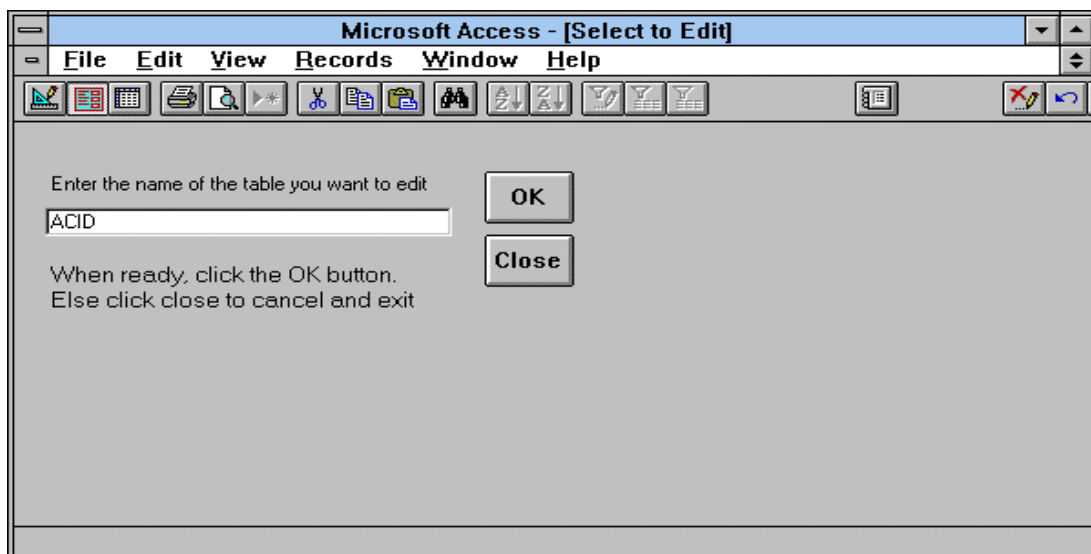 Microsoft Access - [Select to Edit]
File Edit View Records Window Help
Enter the name of the table you want to edit
OK
ACID
Close
When ready, click the OK button.
Else click close to cancel and exit